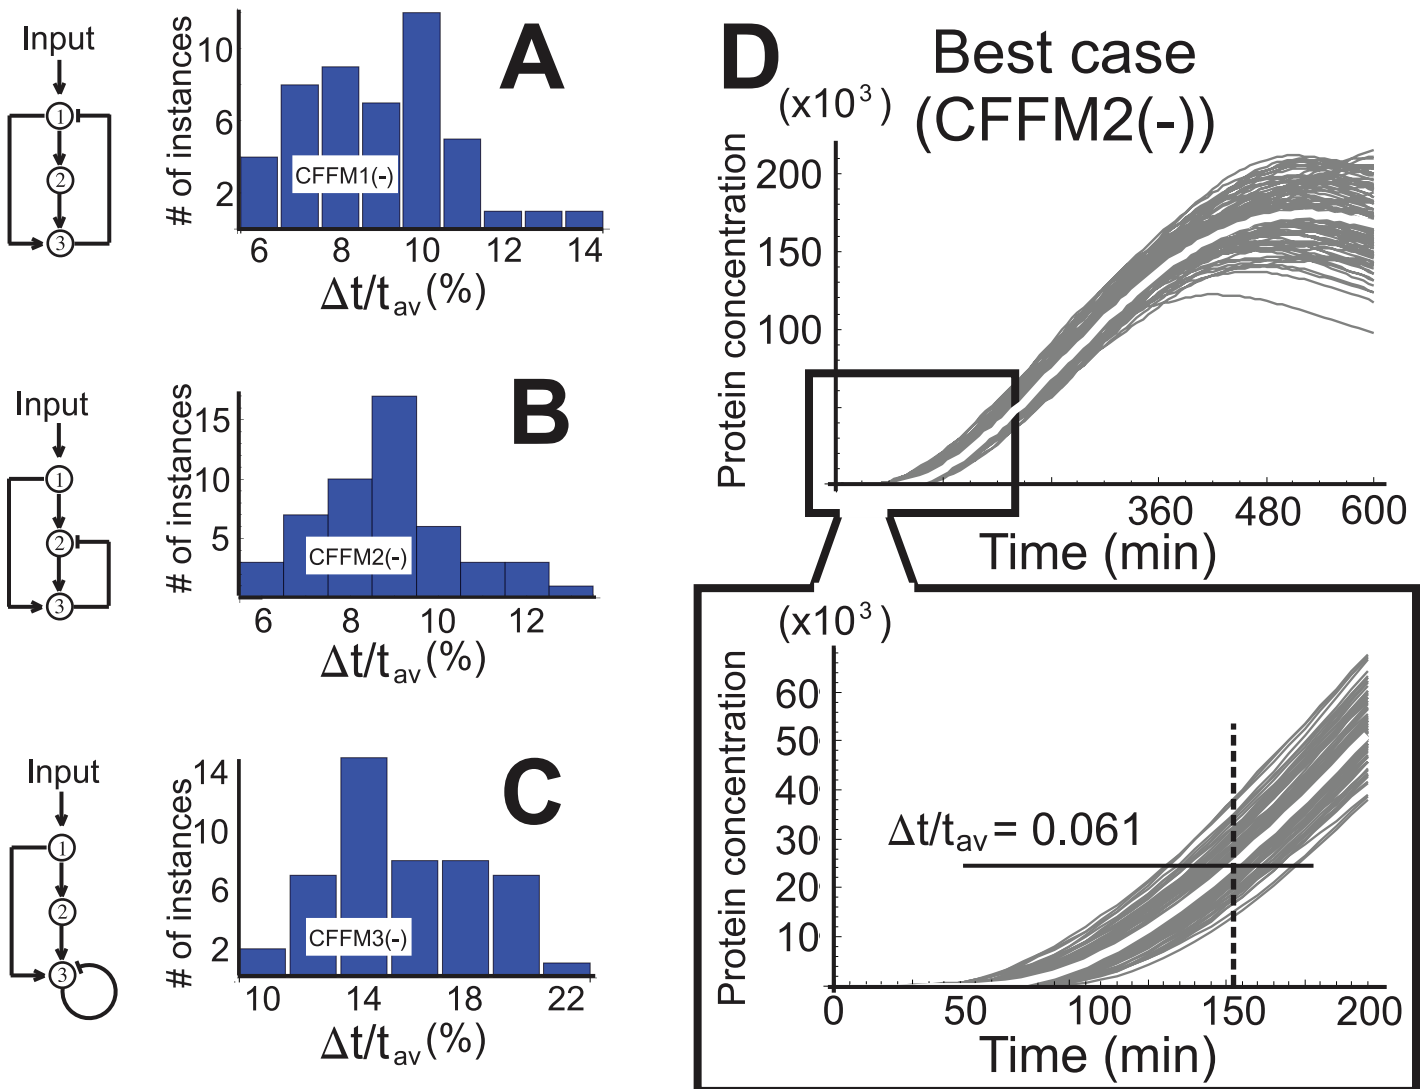 Input
1
2
3
# of instances
10
6
2
A
CFFM1(-)
6 8 10 12 14
Δt/tav(%)
Input
1
2
3
# of instances
15
10
5
B
CFFM2(-)
6 8 10 12
Δt/tav(%)
Input
1
2
3
# of instances
14
10
6
2
C
CFFM3(-)
10 14 18 22
Δt/tav(%)
D
Best case
(CFFM2(-))
(x10³)
Protein concentration
200
150
100
360 480 600
Time (min)
(x10³)
Protein concentration
60
50
40
30
20
10
Δt/tav = 0.061
0 50 100 150 200
Time (min)